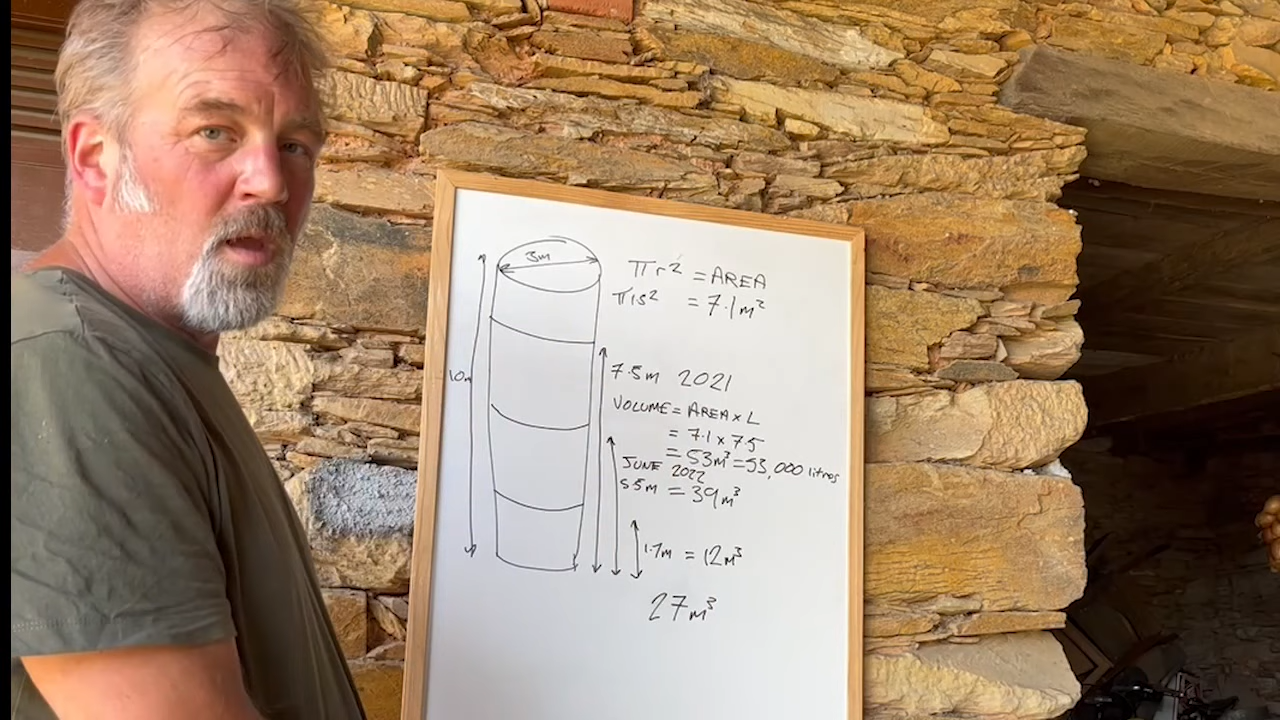 3m
πr² = AREA
π1.5² = 7.1m²
10m
7.5m 2021
VOLUME = AREA x L
= 7.1 x 7.5
= 53m³ = 53,000 litros
JUNE 2022
5.5m = 39m³
1.7m = 12m³
27m³